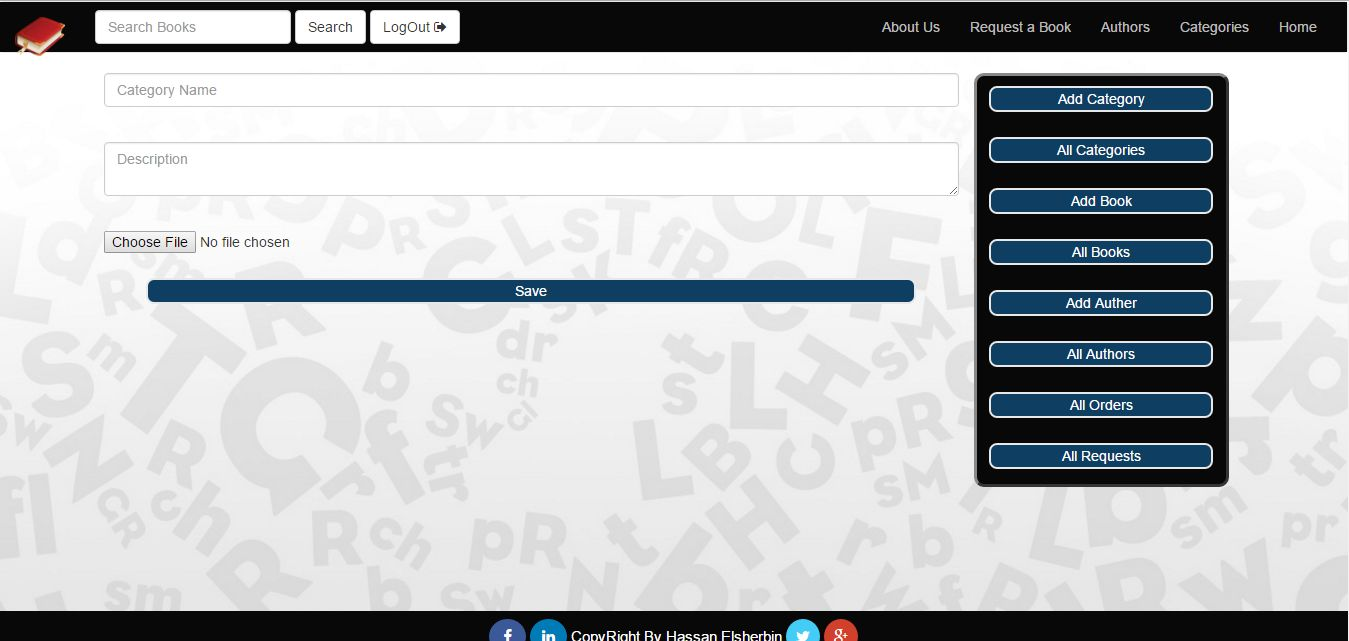 Search Books Search LogOut About Us Request a Book Authors Categories Home
Category Name
Description
Choose File No file chosen
Save
Add Category
All Categories
Add Book
All Books
Add Auther
All Authors
All Orders
All Requests
CopyRight By Hassan Elsherbin